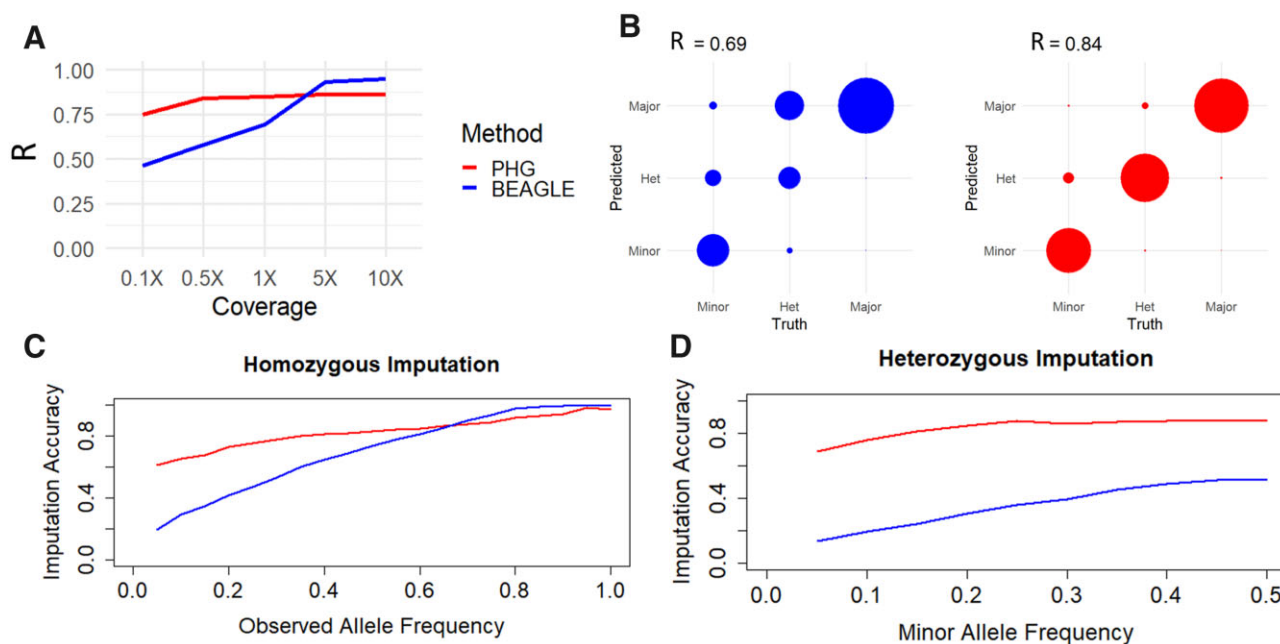 A
1.00
0.75
0.50
0.25
0.00
R
0.1X 0.5X 1X 5X 10X
Coverage
Method
PHG
BEAGLE
B
R = 0.69
Major
Het
Minor
Predicted
Minor Het Major
Truth
R = 0.84
Major
Het
Minor
Predicted
Minor Het Major
Truth
C
Homozygous Imputation
Imputation Accuracy
0.8
0.4
0.0
0.0 0.2 0.4 0.6 0.8 1.0
Observed Allele Frequency
D
Heterozygous Imputation
Imputation Accuracy
0.8
0.4
0.0
0.0 0.1 0.2 0.3 0.4 0.5
Minor Allele Frequency